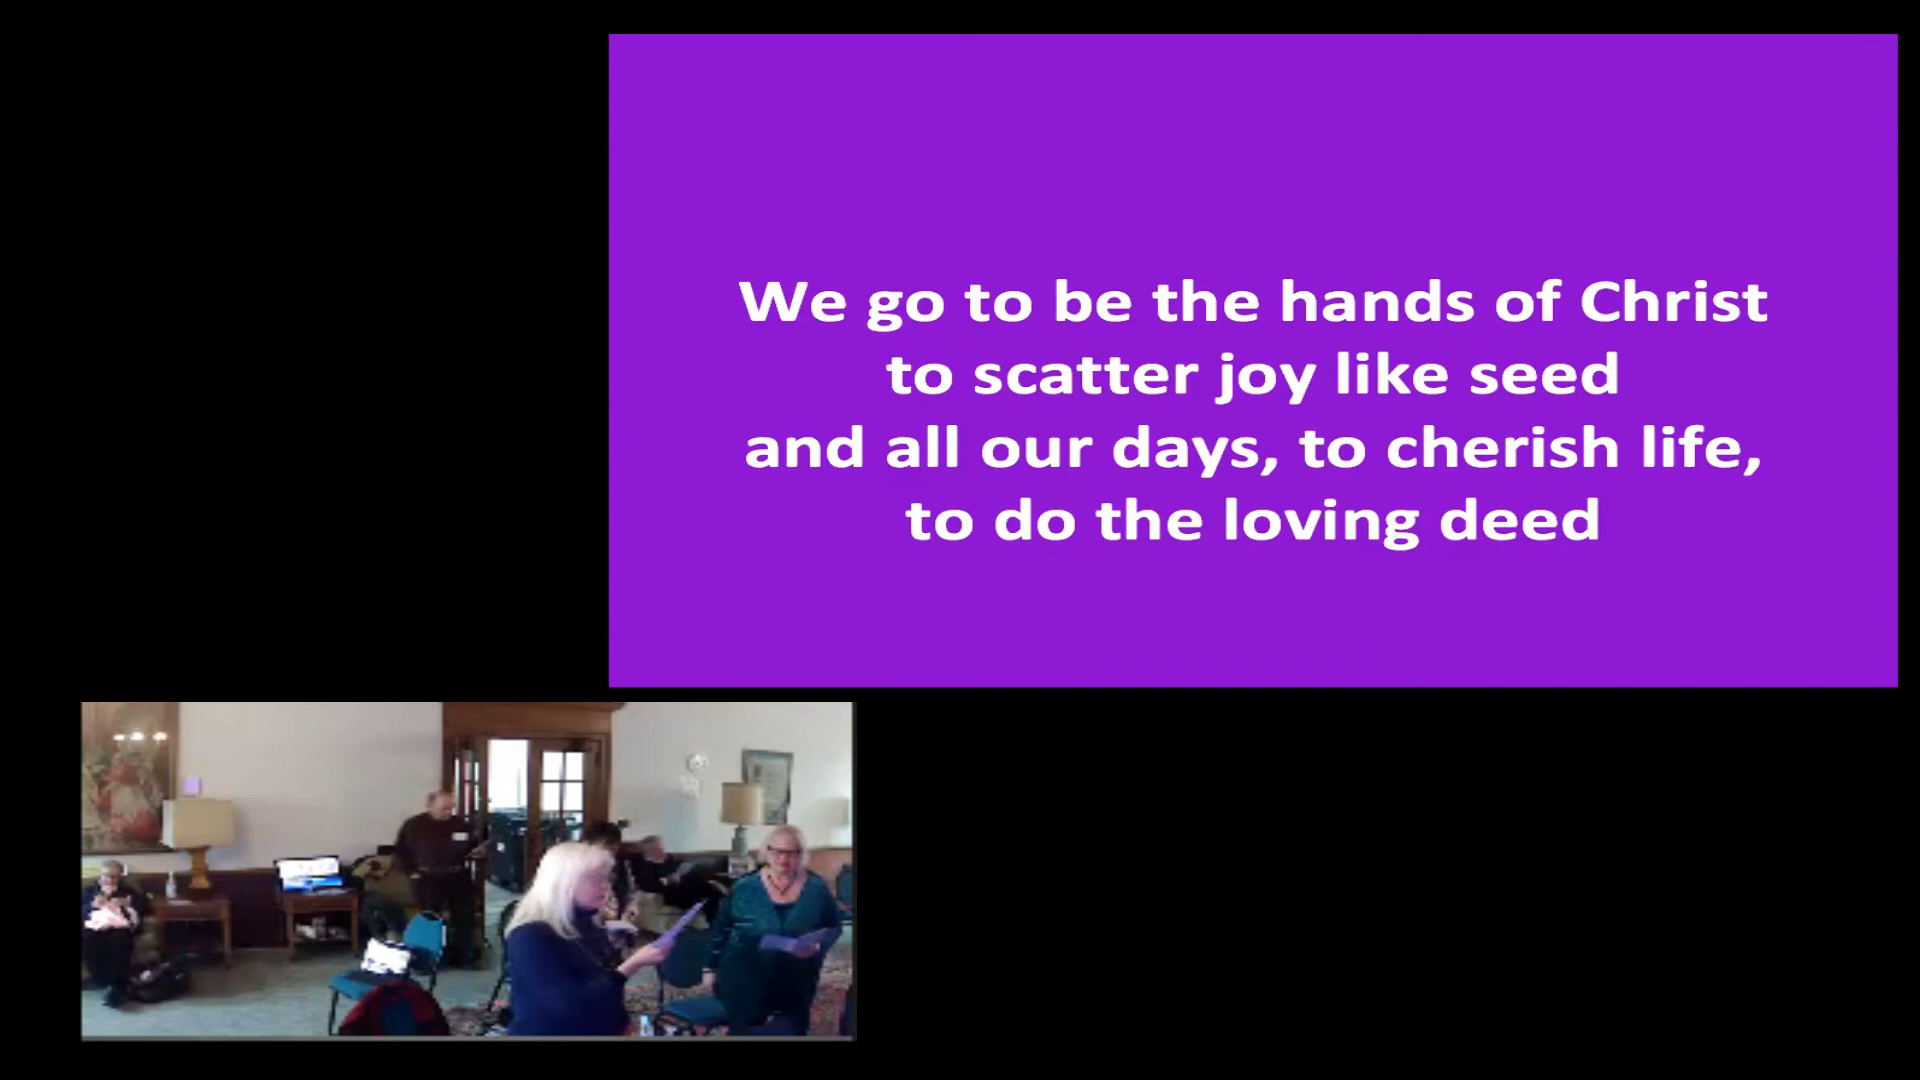 We go to be the hands of Christ
to scatter joy like seed
and all our days, to cherish life,
to do the loving deed